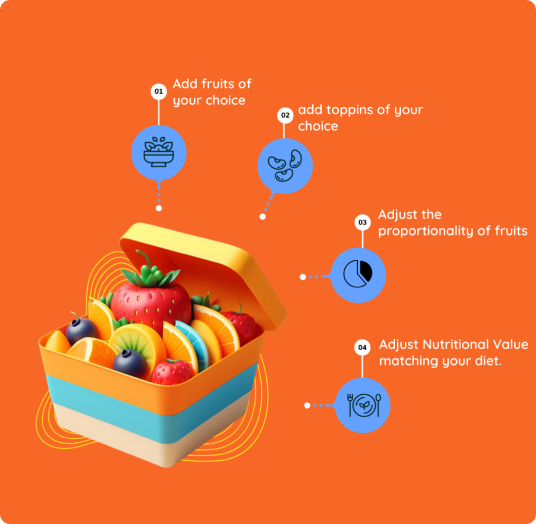 01
Add fruits of
your choice
02
add toppins of your
choice
03
Adjust the
proportionality of fruits
04
Adjust Nutritional Value
matching your diet.